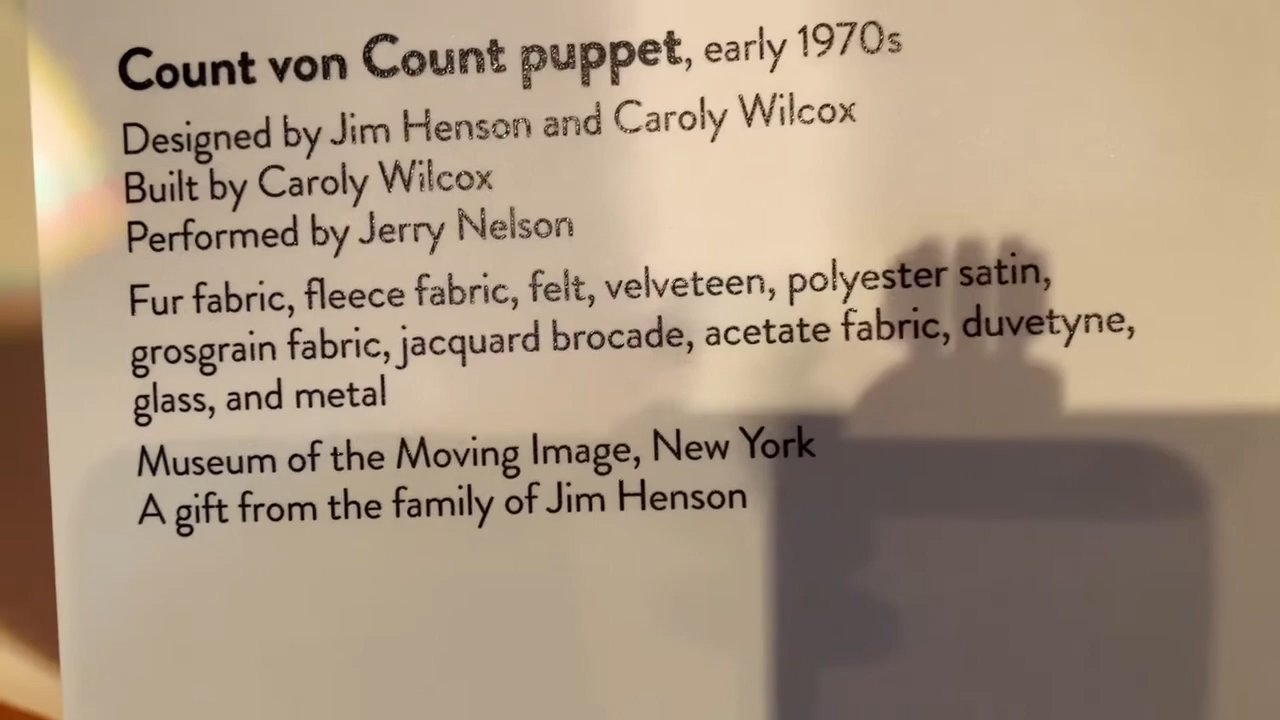 Count von Count puppet, early 1970s
Designed by Jim Henson and Caroly Wilcox
Built by Caroly Wilcox
Performed by Jerry Nelson
Fur fabric, fleece fabric, felt, velveteen, polyester satin,
grosgrain fabric, jacquard brocade, acetate fabric, duvetyne,
glass, and metal
Museum of the Moving Image, New York
A gift from the family of Jim Henson